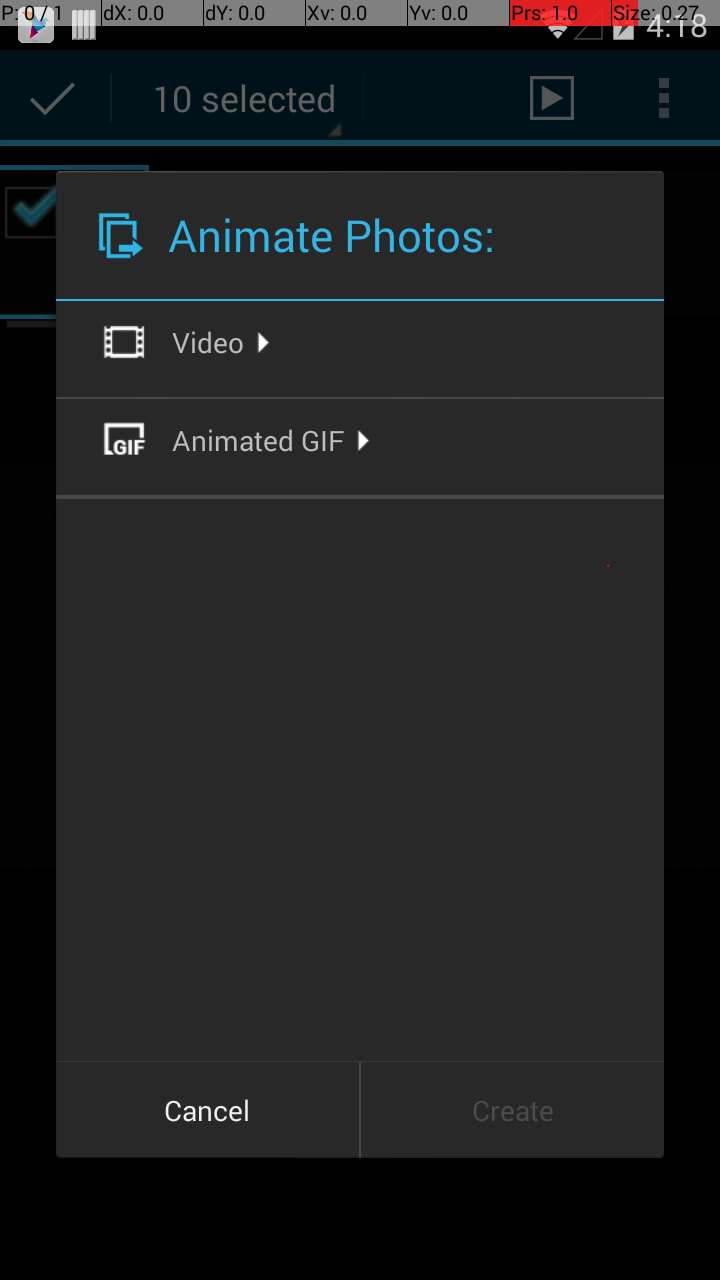 P: 0 / 1 dX: 0.0 dY: 0.0 Xv: 0.0 Yv: 0.0 Prs: 1.0 Size: 0.27
4:18
10 selected
Animate Photos:
Video
GIF Animated GIF
Cancel Create